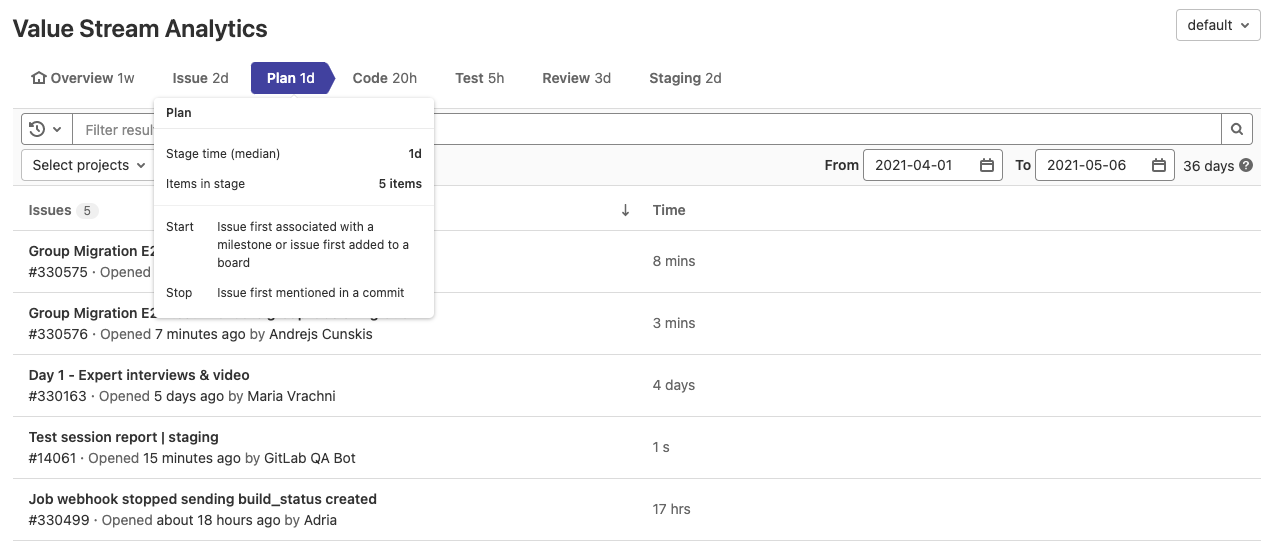 Value Stream Analytics
default
Overview 1w Issue 2d Plan 1d Code 20h Test 5h Review 3d Staging 2d
Plan
Filter
Stage time (median) 1d
Select projects
From 2021-04-01 To 2021-05-06 36 days
Items in stage 5 items
Issues 5 Time
Start Issue first associated with a
milestone or issue first added to a
board
Group Migration
#330575 · Opened
8 mins
Stop Issue first mentioned in a commit
Group Migration
#330576 · Opened 7 minutes ago by Andrejs Cunskis
3 mins
Day 1 - Expert interviews & video
#330163 · Opened 5 days ago by Maria Vrachni
4 days
Test session report | staging
#14061 · Opened 15 minutes ago by GitLab QA Bot
1 s
Job webhook stopped sending build_status created
#330499 · Opened about 18 hours ago by Adria
17 hrs